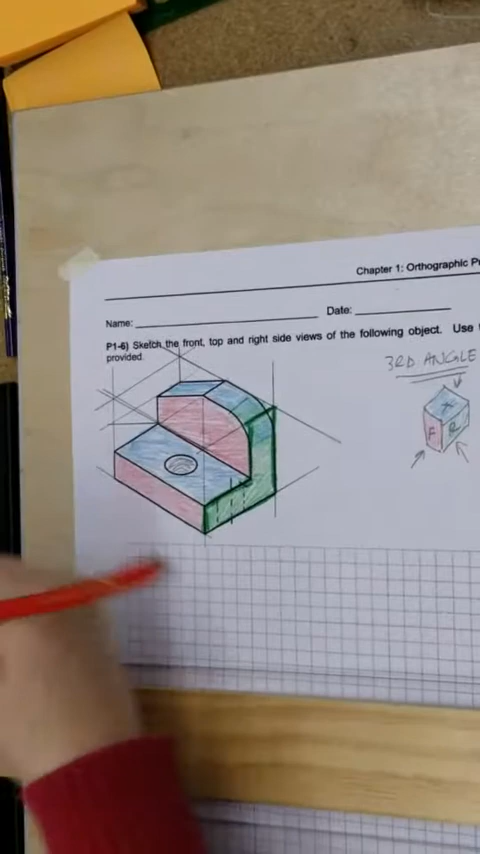 Chapter 1: Orthographic
Name: Date:
P1-6) Sketch the front, top and right side views of the following object. Use
provided.
3RD ANGLE
F R